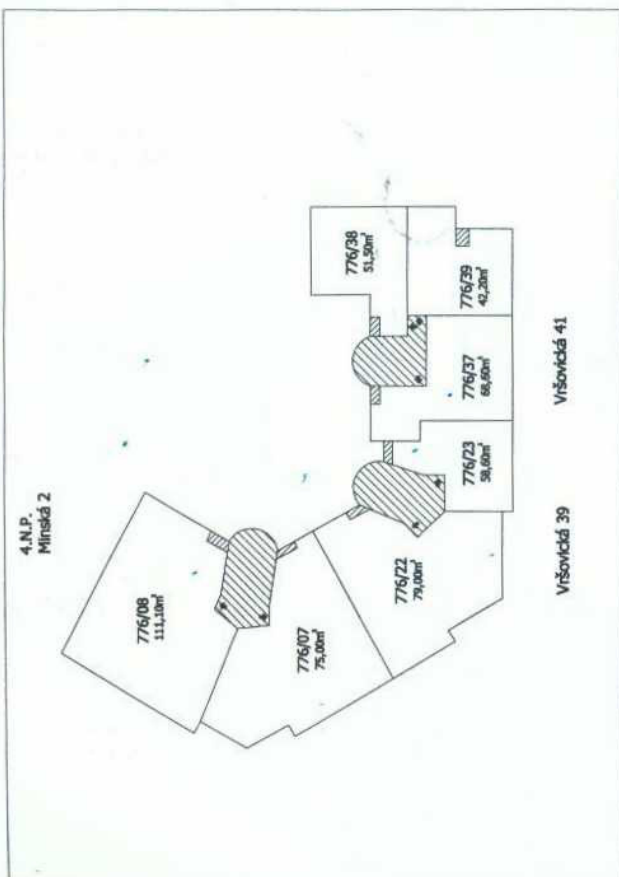 4.N.P.
Minská 2
776/08
111,10m²
776/07
75,00m²
776/22
79,00m²
776/23
58,60m²
776/37
68,60m²
776/38
51,50m²
776/39
42,20m²
Vršovická 39
Vršovická 41